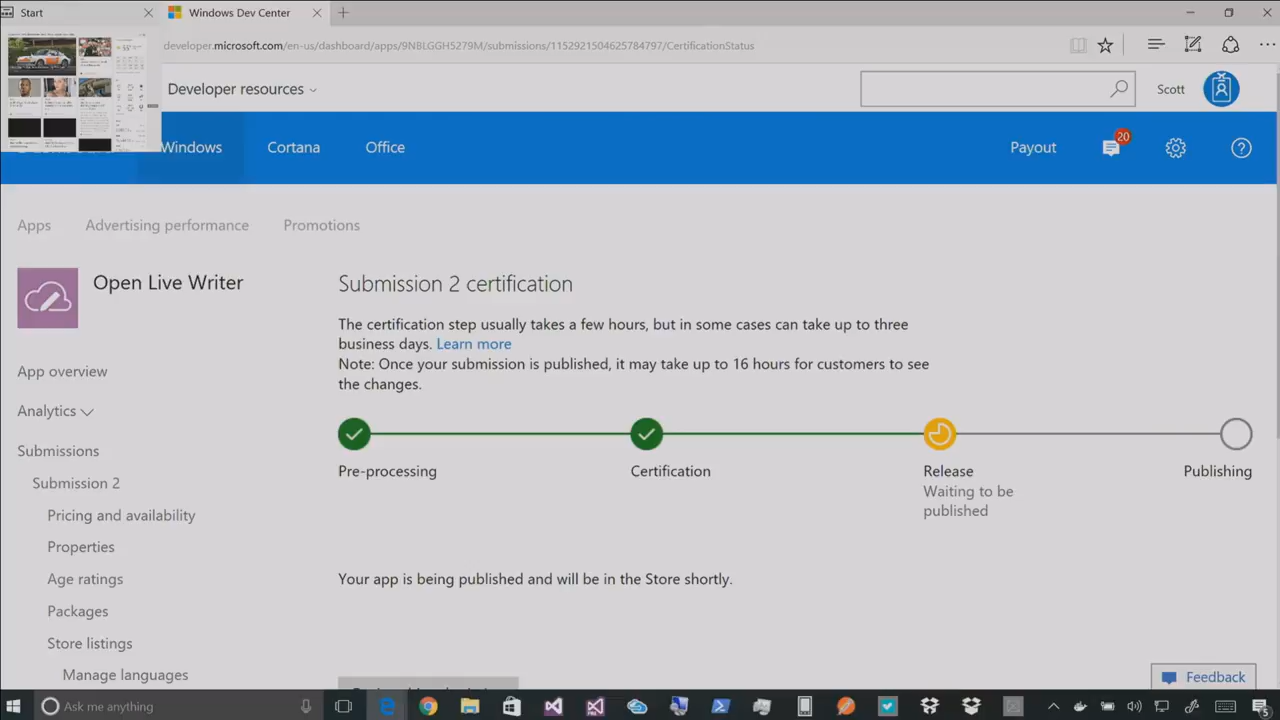 Start
Windows Dev Center
developer.microsoft.com/en-us/dashboard/apps/9NBLGGH5279N/submissions/1152921504625784797/CertificationStatus
Developer resources
Scott
Windows
Cortana
Office
Payout
20
Apps
Advertising performance
Promotions
Open Live Writer
Submission 2 certification
The certification step usually takes a few hours, but in some cases can take up to three
business days. Learn more
Note: Once your submission is published, it may take up to 16 hours for customers to see
the changes.
App overview
Analytics
Pre-processing
Certification
Release
Waiting to be
published
Publishing
Submissions
Submission 2
Pricing and availability
Properties
Age ratings
Your app is being published and will be in the Store shortly.
Packages
Store listings
Manage languages
Feedback
Ask me anything